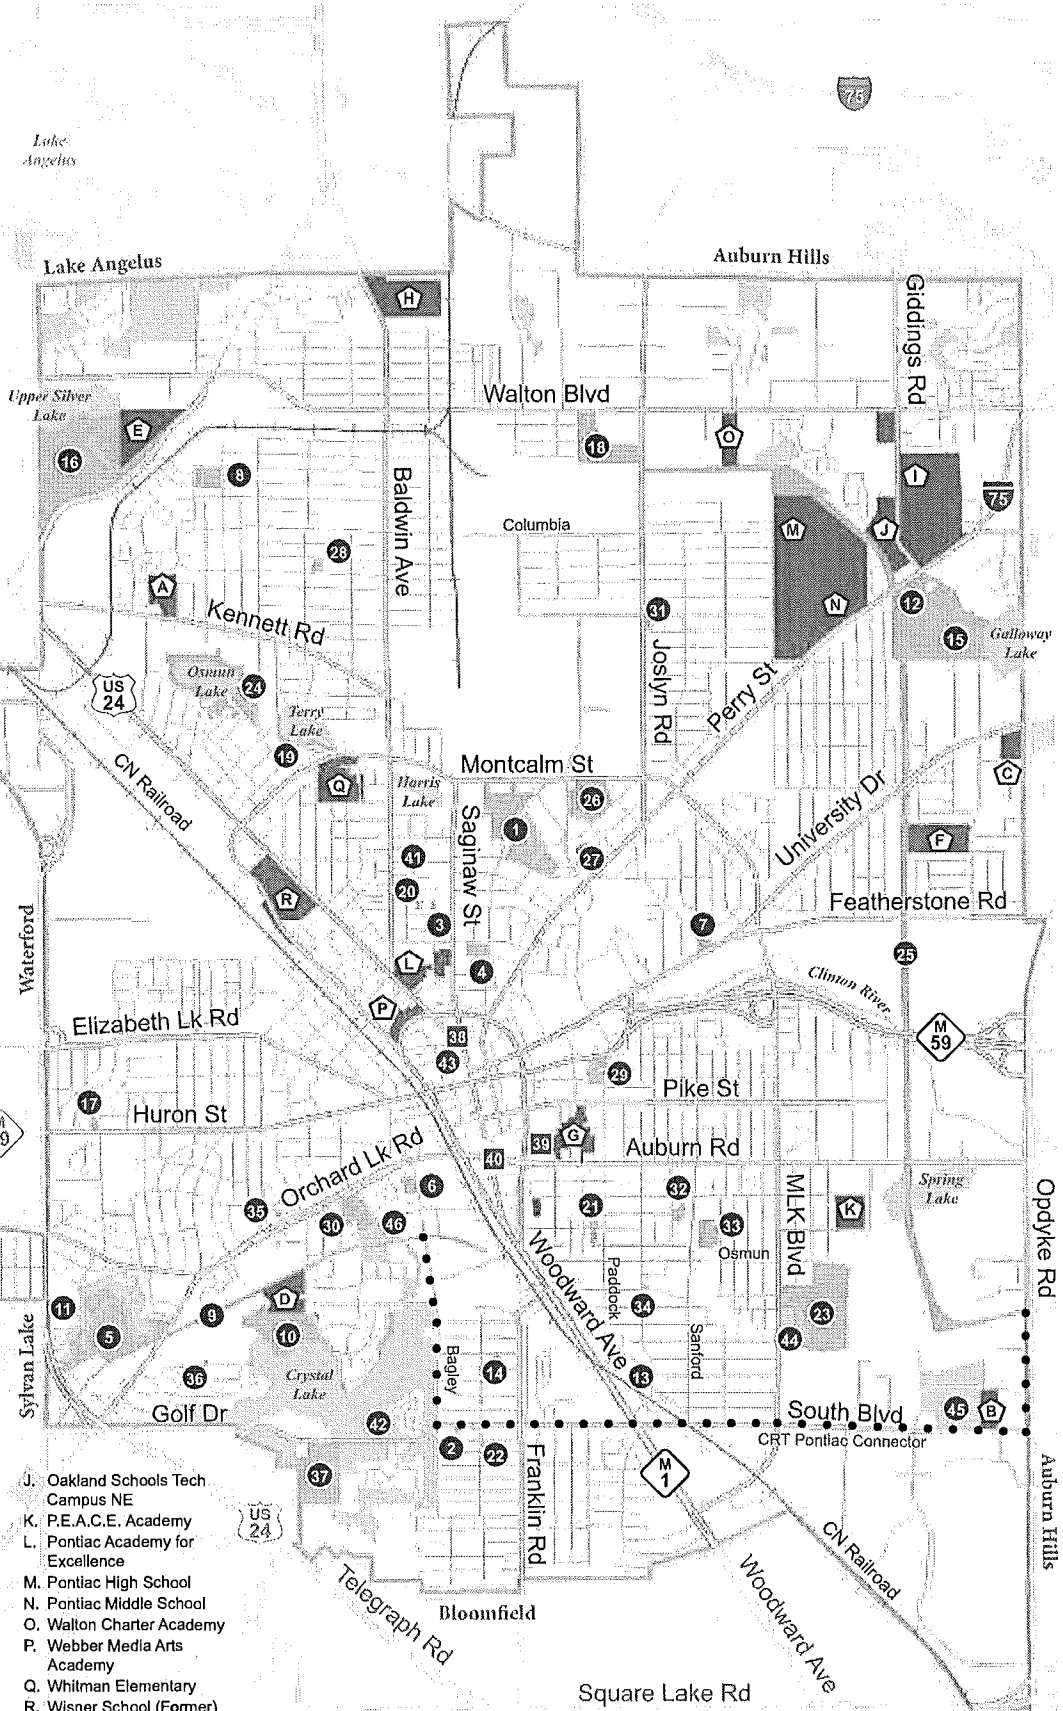 75
Lake
Angelus
Lake Angelus
Auburn Hills
H
Giddings Rd
Upper Silver
Lake
Walton Blvd
E
O
18
16
8
I
Baldwin Ave
75
Columbia
M
J
28
A
N
12
31
Kennett Rd
15
Galloway
Lake
Joslyn Rd
Osmun
Lake
24
US
24
Perry St
Terry
Lake
19
CN Railroad
Montcalm St
Q
Harris
Lake
C
26
University Dr
1
Saginaw St
F
41
27
20
R
Featherstone Rd
3
7
Waterford
25
L
4
Clinton River
P
Elizabeth Lk Rd
38
M
59
43
29
Pike St
17
Huron St
M
9
G
39
Auburn Rd
Orchard Lk Rd
40
Spring
Lake
6
32
MLK Blvd
Opdyke Rd
21
K
35
30
46
33
Osmun
Woodward Ave
Paddock
D
11
9
34
23
5
10
44
Sylvan Lake
Sanford
Bagley
36
Crystal
Lake
14
13
Golf Dr
42
South Blvd
45
B
CRT Pontiac Connector
2
22
37
Franklin Rd
M
1
Auburn Hills
J. Oakland Schools Tech
Campus NE
US
24
K. P.E.A.C.E. Academy
L. Pontiac Academy for
Excellence
CN Railroad
M. Pontiac High School
Telegraph Rd
Woodward Ave
N. Pontiac Middle School
Bloomfield
O. Walton Charter Academy
P. Webber Media Arts
Academy
Q. Whitman Elementary
Square Lake Rd
R. Wisner School (Former)